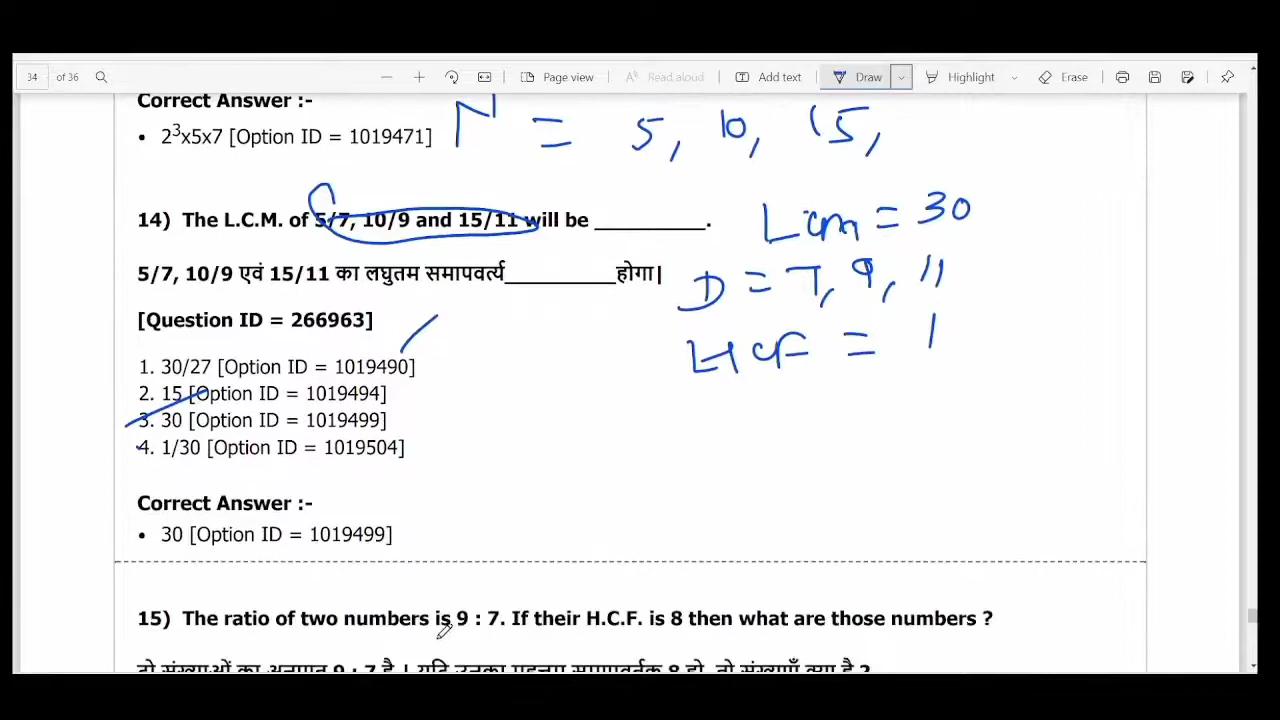 34 of 36 Page view Read aloud Add text Draw Highlight Erase
Correct Answer :-
• 2³x5x7 [Option ID = 1019471]
N = 5, 10, 15,
14) The L.C.M. of 5/7, 10/9 and 15/11 will be __________.
Lcm = 30
5/7, 10/9 एवं 15/11 का लघुतम समापवर्त्य__________होगा|
D = 7, 9, 11
[Question ID = 266963]
HCF = 1
1. 30/27 [Option ID = 1019490]
2. 15 [Option ID = 1019494]
3. 30 [Option ID = 1019499]
4. 1/30 [Option ID = 1019504]
Correct Answer :-
• 30 [Option ID = 1019499]
15) The ratio of two numbers is 9 : 7. If their H.C.F. is 8 then what are those numbers ?